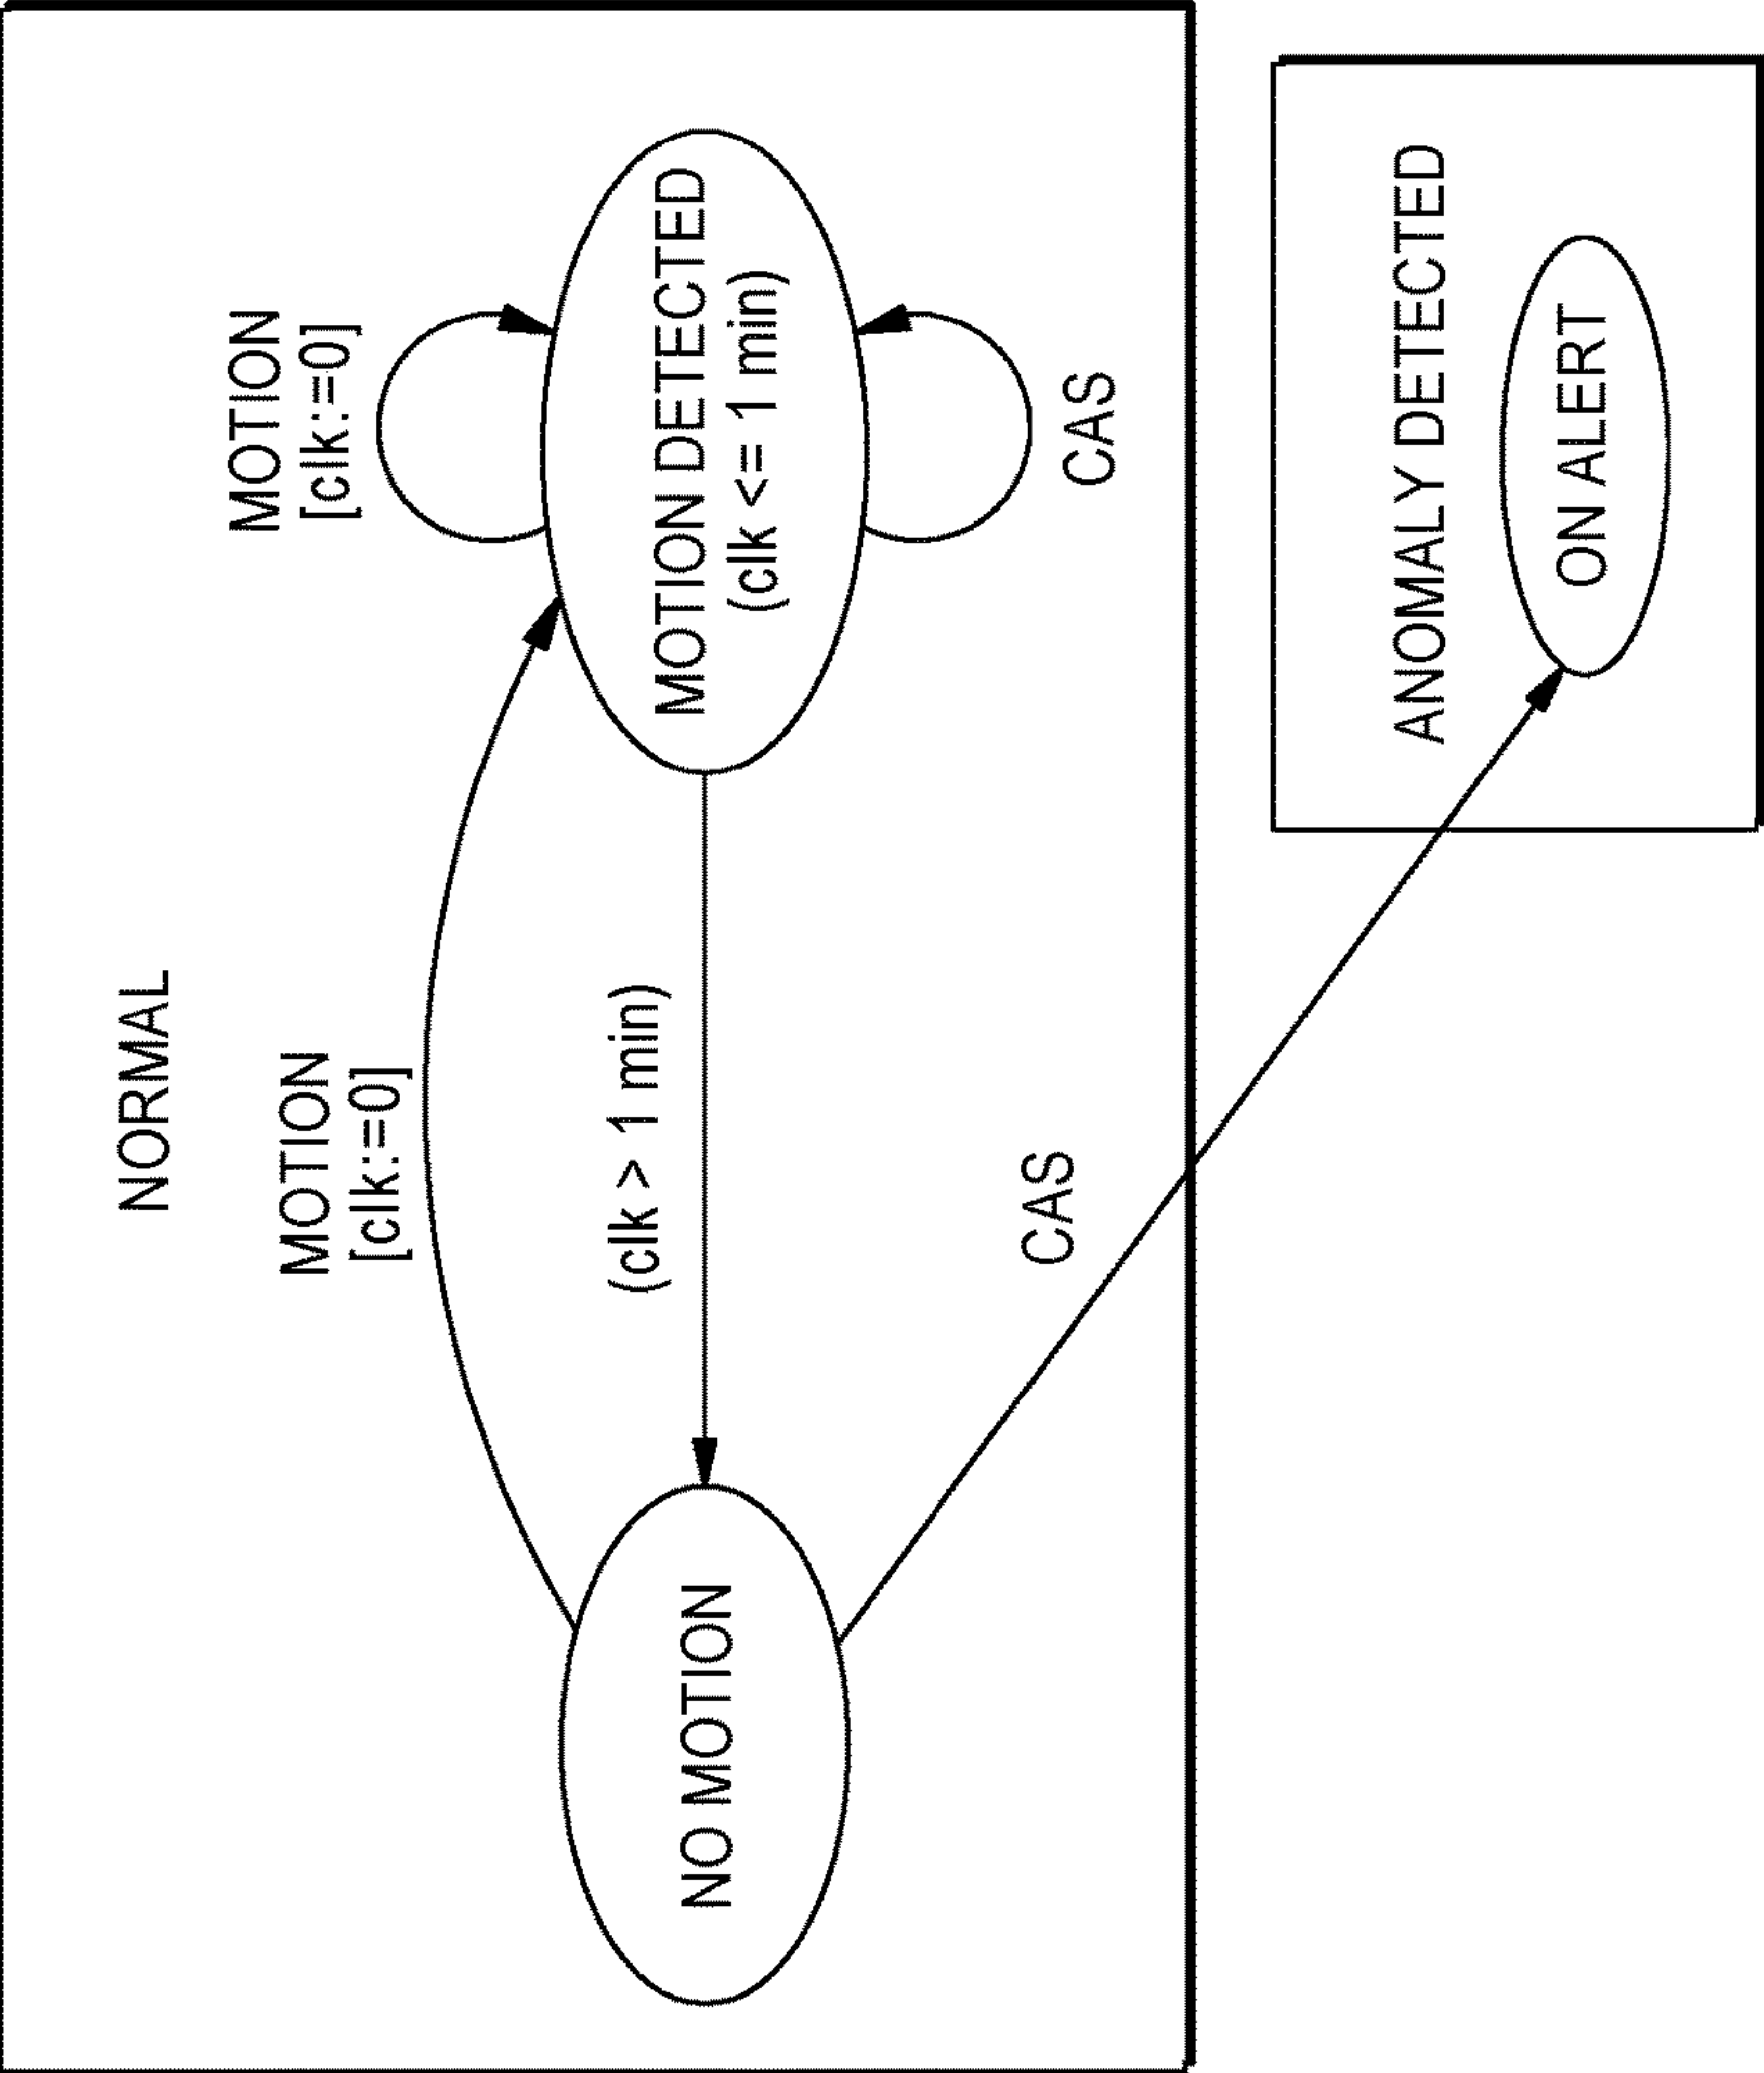 NORMAL
MOTION
[clk:=0]
MOTION
[clk:=0]
(clk > 1 min)
NO MOTION
MOTION DETECTED
(clk <= 1 min)
CAS
CAS
ANOMALY DETECTED
ON ALERT